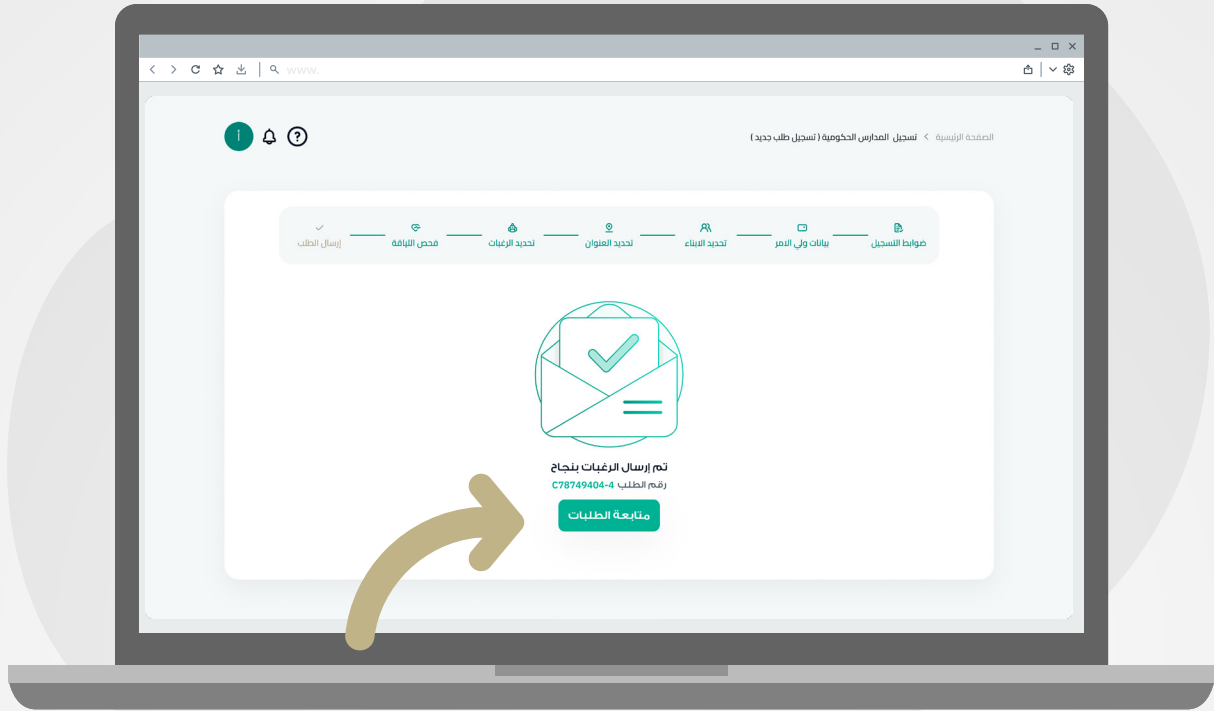 www.
الصفحة الرئيسية > تسجيل المدارس الحكومية ( تسجيل طلب جديد )
أ
ضوابط التسجيل
بيانات ولي الامر
تحديد الابناء
تحديد العنوان
تحديد الرغبات
فحص اللياقة
إرسال الطلب
تم إرسال الرغبات بنجاح
رقم الطلب C78749404-4
متابعة الطلبات